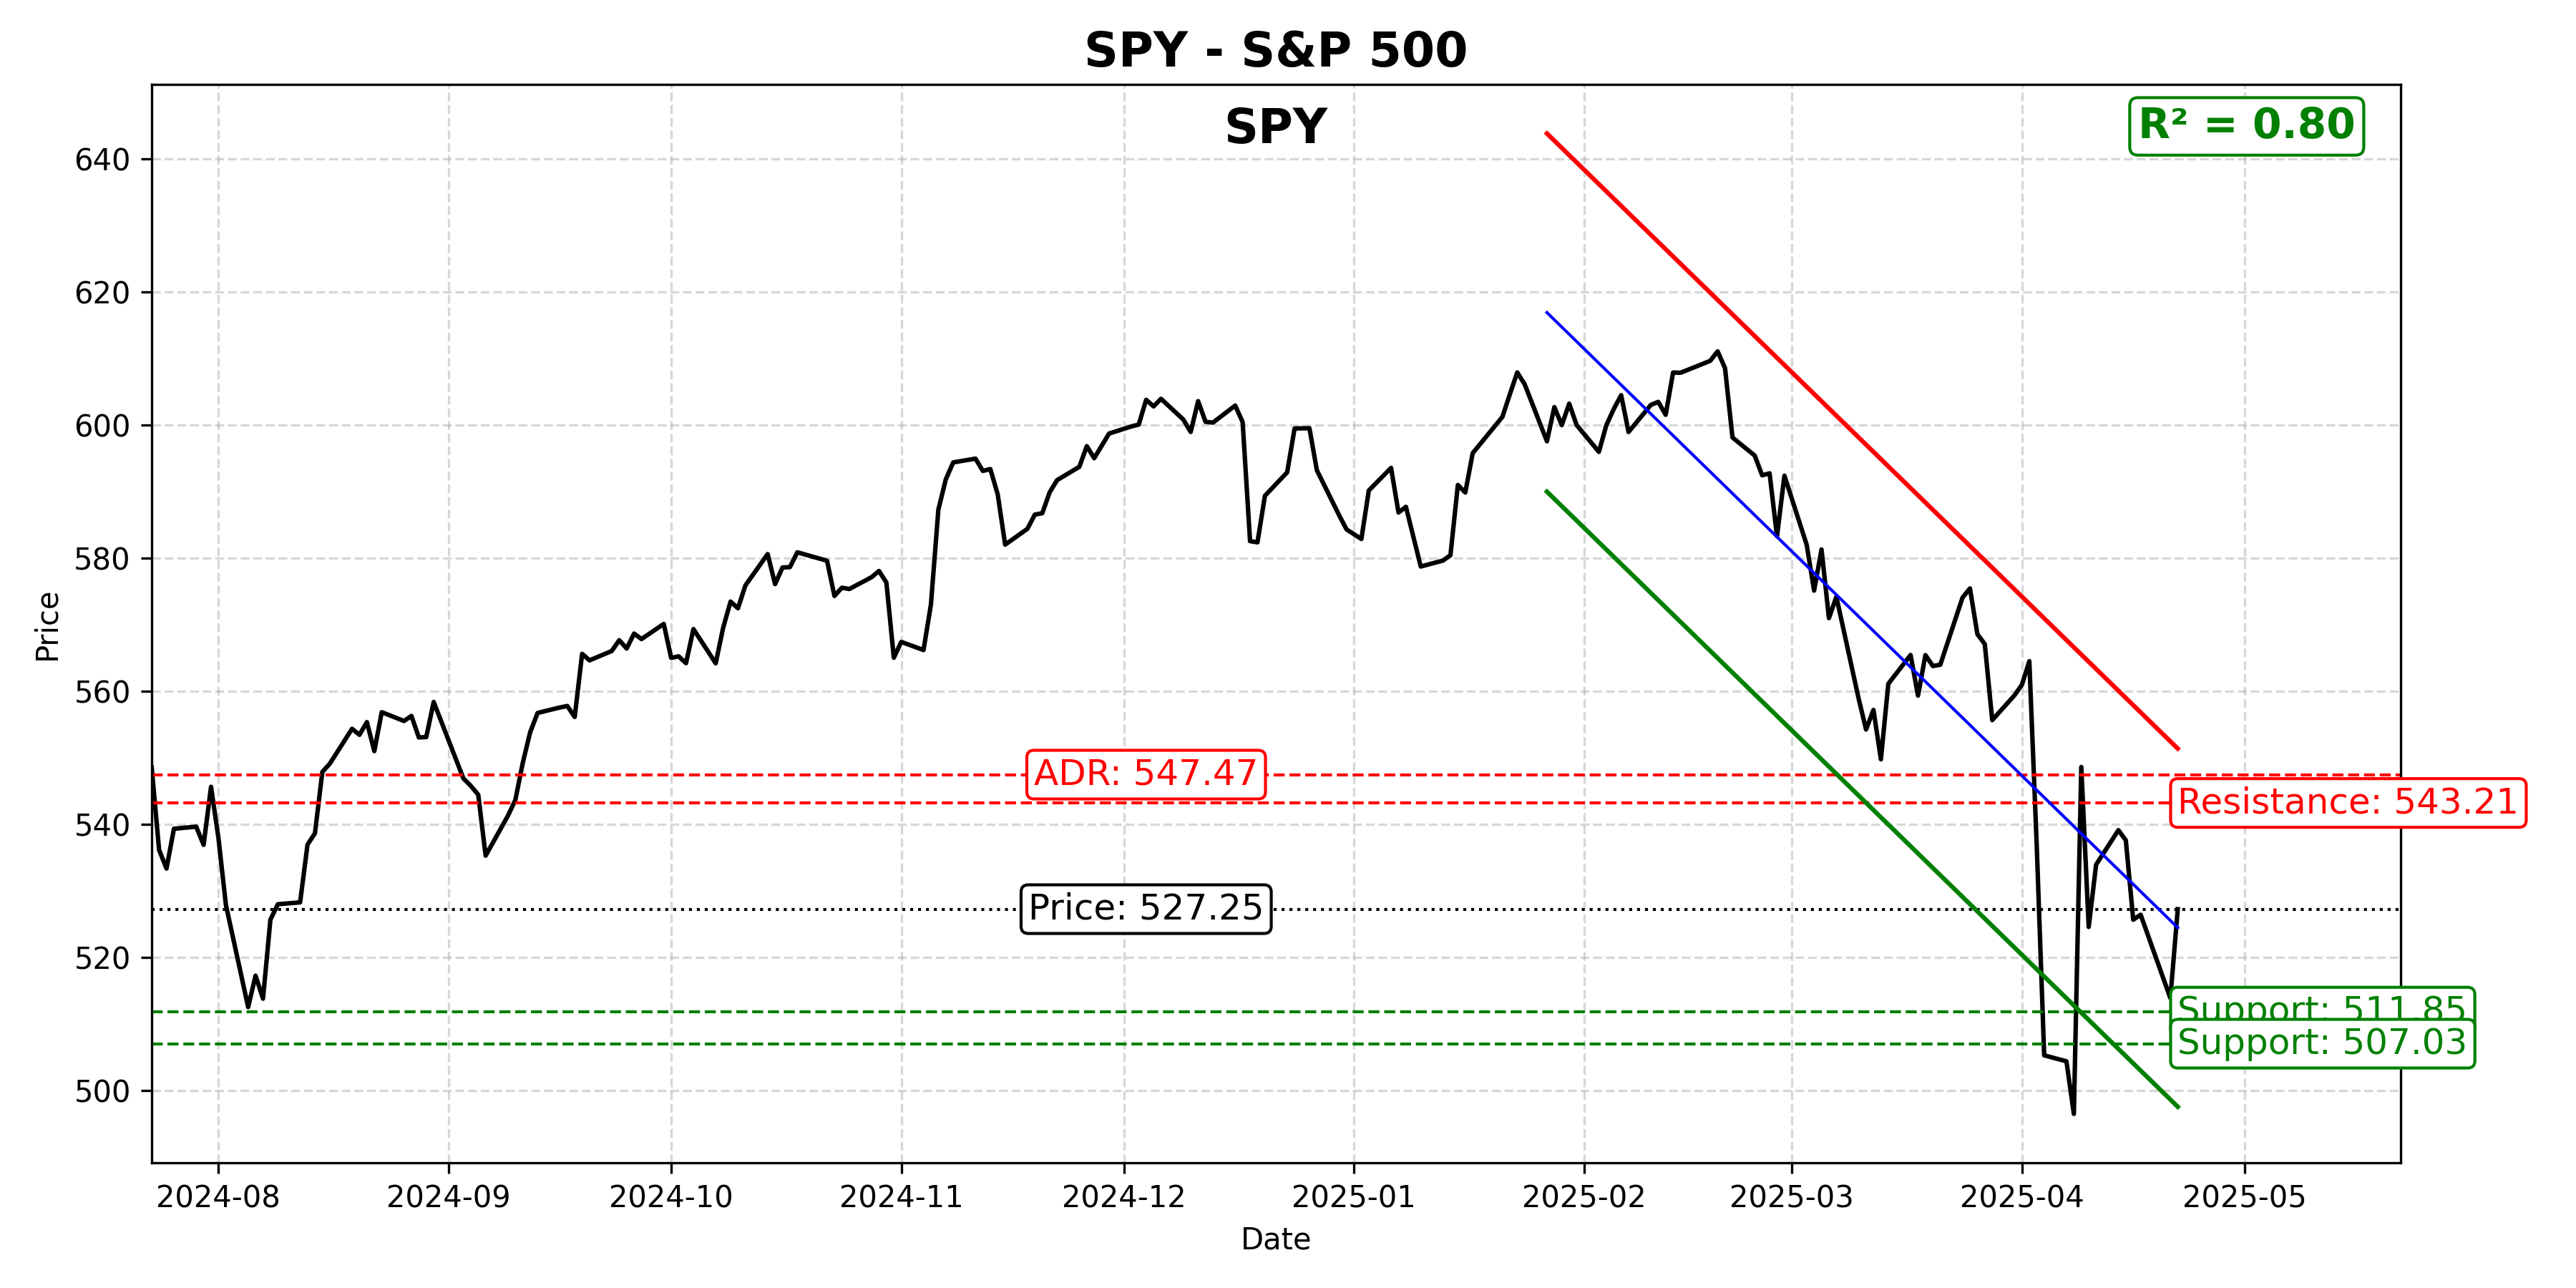 SPY - S&P 500
SPY
R² = 0.80
640
620
600
580
560
540
520
500
Price
ADR: 547.47
Resistance: 543.21
Price: 527.25
Support: 511.85
Support: 507.03
2024-08 2024-09 2024-10 2024-11 2024-12 2025-01 2025-02 2025-03 2025-04 2025-05
Date